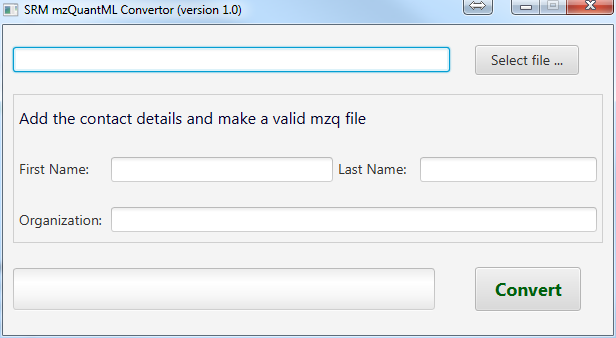 SRM mzQuantML Convertor (version 1.0)
Select file ...
Add the contact details and make a valid mzq file
First Name: Last Name:
Organization:
Convert